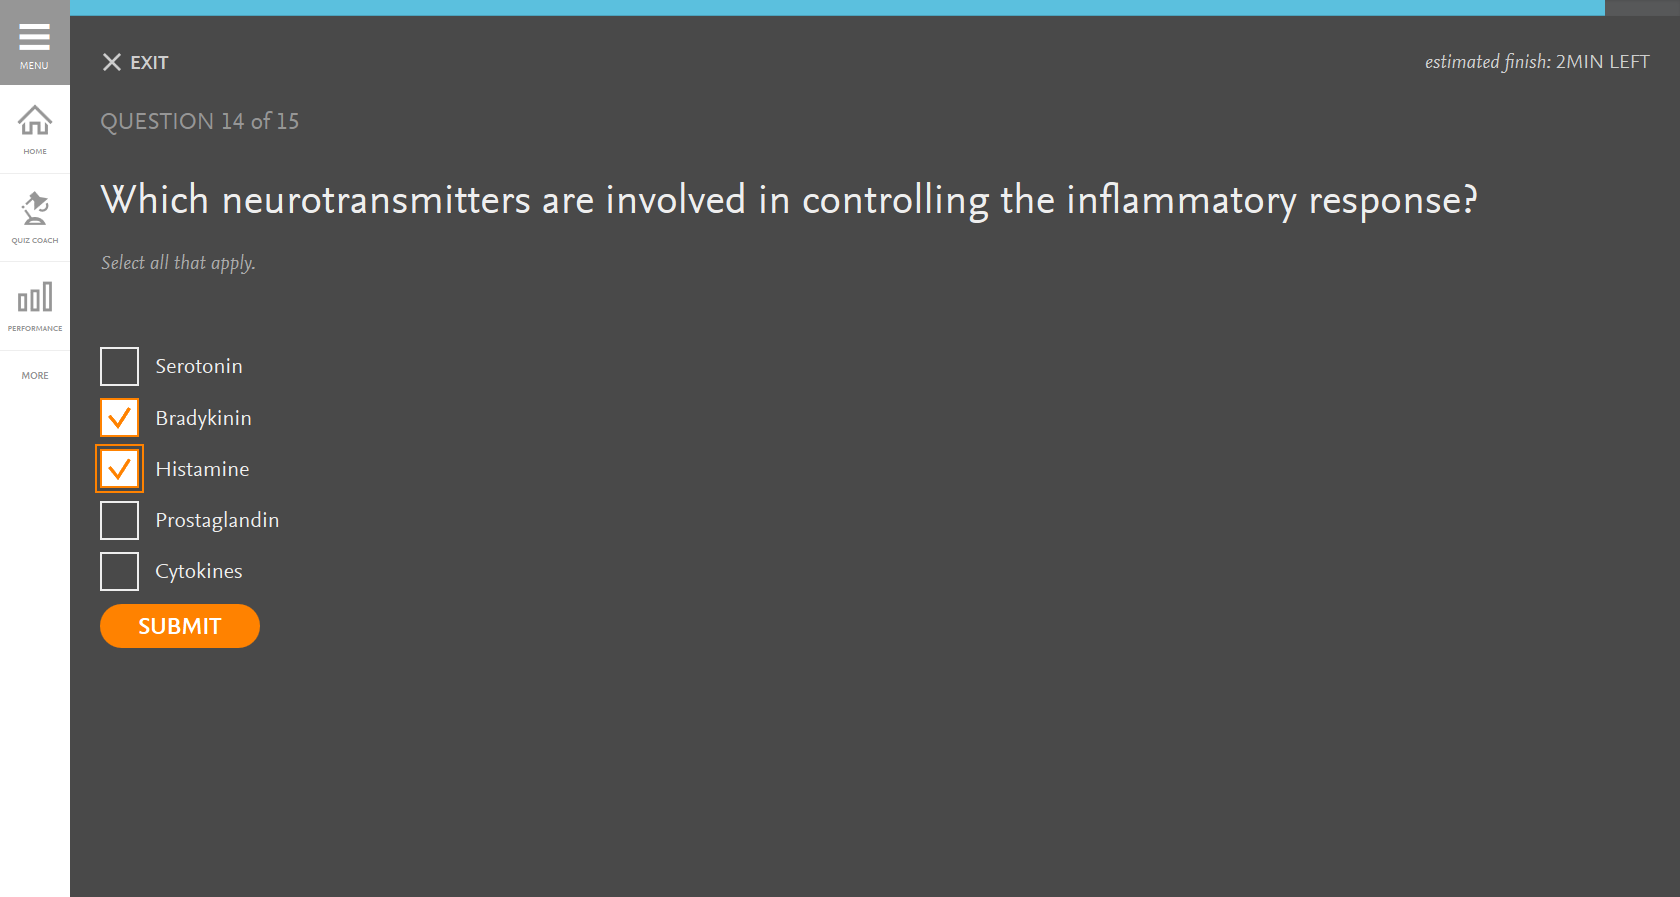 MENU
EXIT
estimated finish: 2MIN LEFT
HOME
QUIZ COACH
PERFORMANCE
MORE
QUESTION 14 of 15
Which neurotransmitters are involved in controlling the inflammatory response?
Select all that apply.
Serotonin
Bradykinin
Histamine
Prostaglandin
Cytokines
SUBMIT